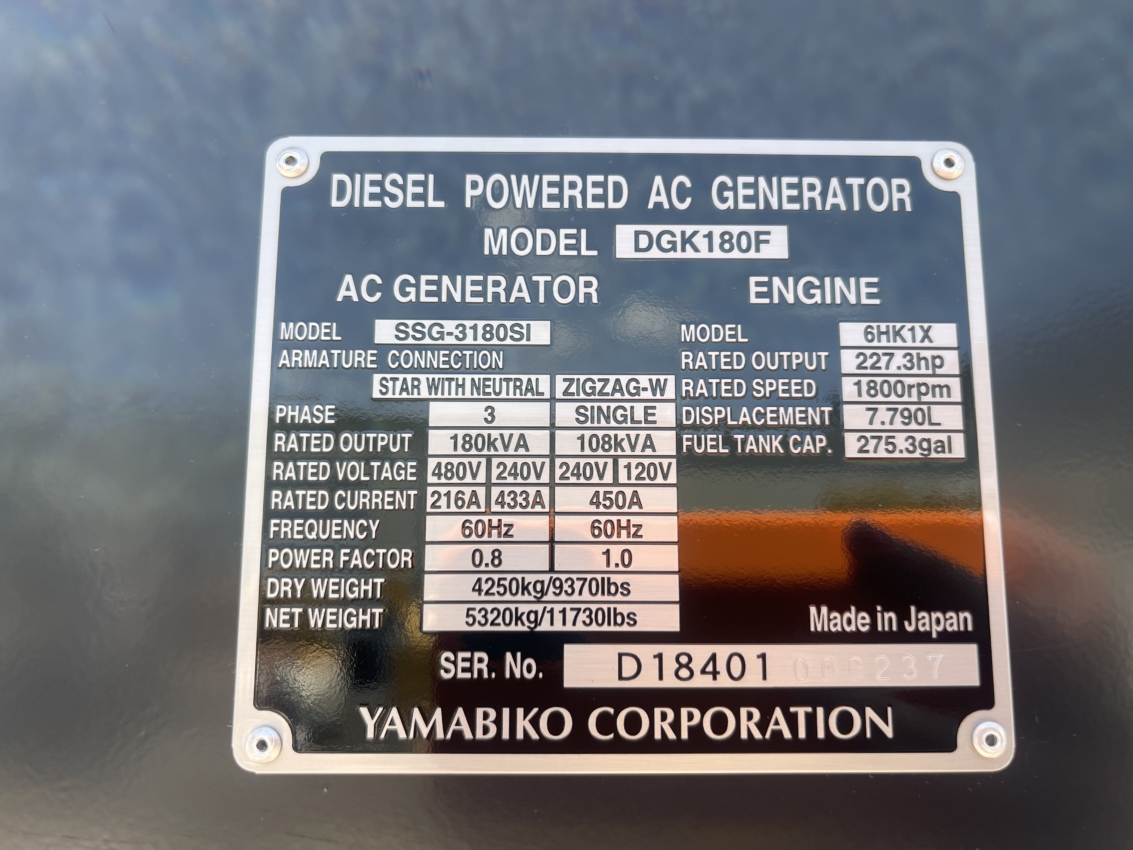 DIESEL POWERED AC GENERATOR
MODEL DGK180F
AC GENERATOR
MODEL SSG-3180SI
ARMATURE CONNECTION
STAR WITH NEUTRAL ZIGZAG-W
PHASE 3 SINGLE
RATED OUTPUT 180kVA 108kVA
RATED VOLTAGE 480V 240V 240V 120V
RATED CURRENT 216A 433A 450A
FREQUENCY 60Hz 60Hz
POWER FACTOR 0.8 1.0
DRY WEIGHT 4250kg/9370lbs
NET WEIGHT 5320kg/11730lbs
ENGINE
MODEL 6HK1X
RATED OUTPUT 227.3hp
RATED SPEED 1800rpm
DISPLACEMENT 7.790L
FUEL TANK CAP. 275.3gal
Made in Japan
SER. No. D18401
YAMABIKO CORPORATION